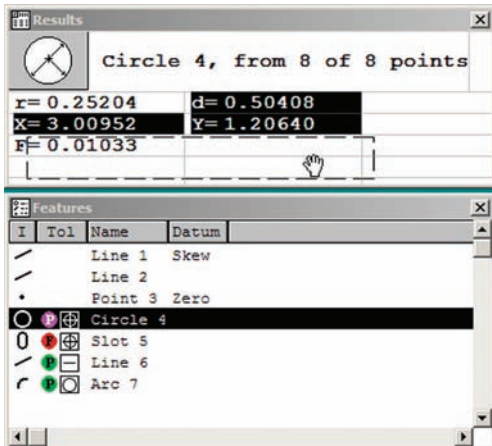 Results
Circle 4, from 8 of 8 points
r= 0.25204 d= 0.50408
X= 3.00952 Y= 1.20640
F= 0.01033
Features
I Tol Name Datum
Line 1 Skew
Line 2
Point 3 Zero
P Circle 4
P Slot 5
P Line 6
P Arc 7